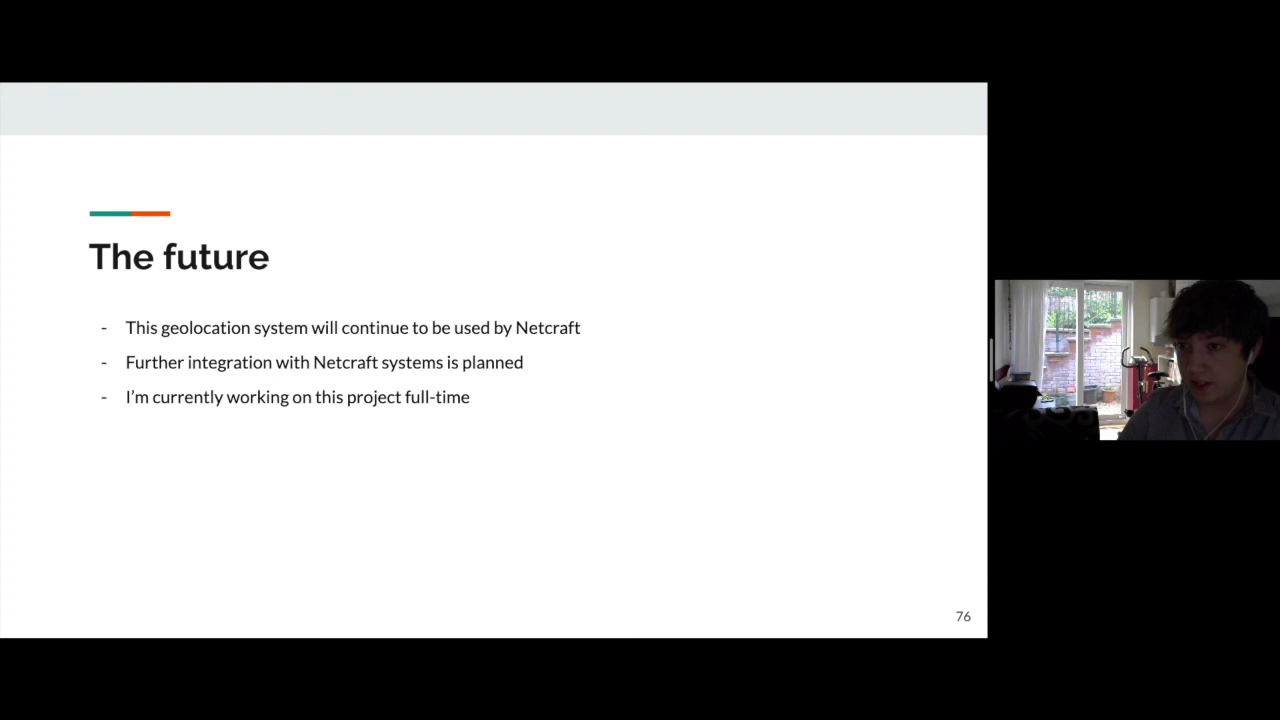 The future
- This geolocation system will continue to be used by Netcraft
- Further integration with Netcraft systems is planned
- I'm currently working on this project full-time
76